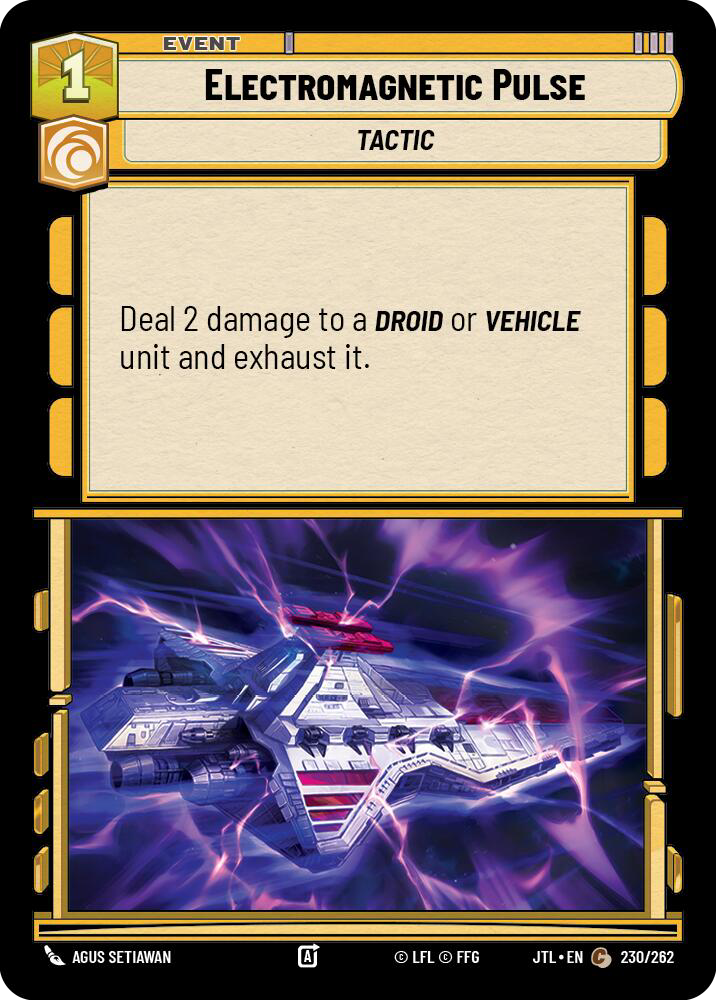 EVENT
1
ELECTROMAGNETIC PULSE
TACTIC
Deal 2 damage to a DROID or VEHICLE
unit and exhaust it.
AGUS SETIAWAN
A
© LFL © FFG
JTL • EN
C
230/262